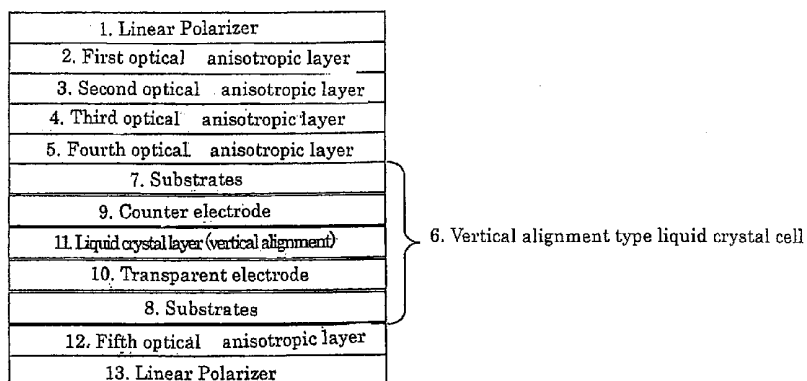 1. Linear Polarizer
2. First optical anisotropic layer
3. Second optical anisotropic layer
4. Third optical anisotropic layer
5. Fourth optical anisotropic layer
7. Substrates
9. Counter electrode
11. Liquid crystal layer (vertical alignment)
6. Vertical alignment type liquid crystal cell
10. Transparent electrode
8. Substrates
12. Fifth optical anisotropic layer
13. Linear Polarizer